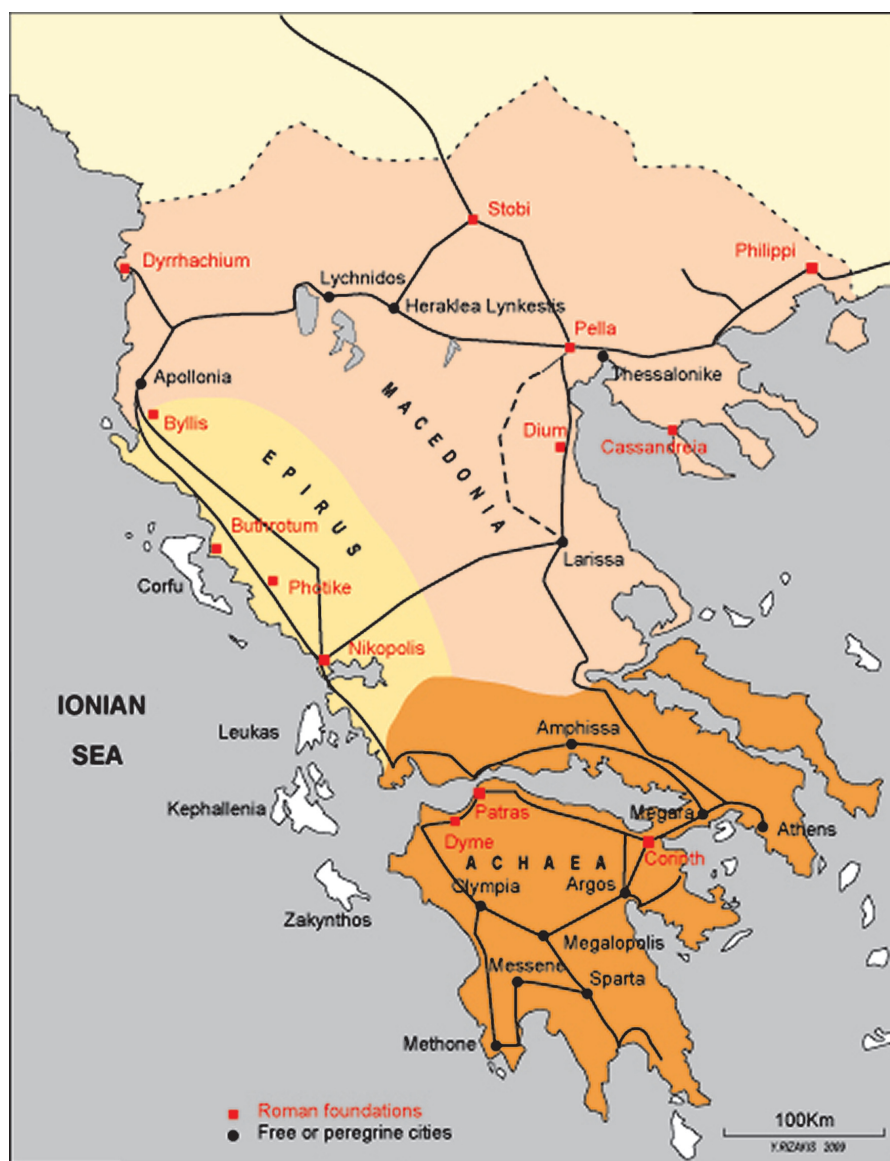 Stobi
Philippi
Dyrrhachium
Lychnidos
Heraklea Lynkestis
Pella
Thessalonike
Apollonia
Byllis
MACEDONIA
Dium
Cassandreia
EPIRUS
Buthrotum
Larissa
Corfu
Photike
Nikopolis
IONIAN
SEA
Leukas
Amphissa
Kephallenia
Patras
Megara
Athens
Dyme
Corinth
ACHAEA
Olympia
Argos
Zakynthos
Megalopolis
Messene
Sparta
Methone
Roman foundations
Free or peregrine cities
100Km
Y.RIZAKIS 2009